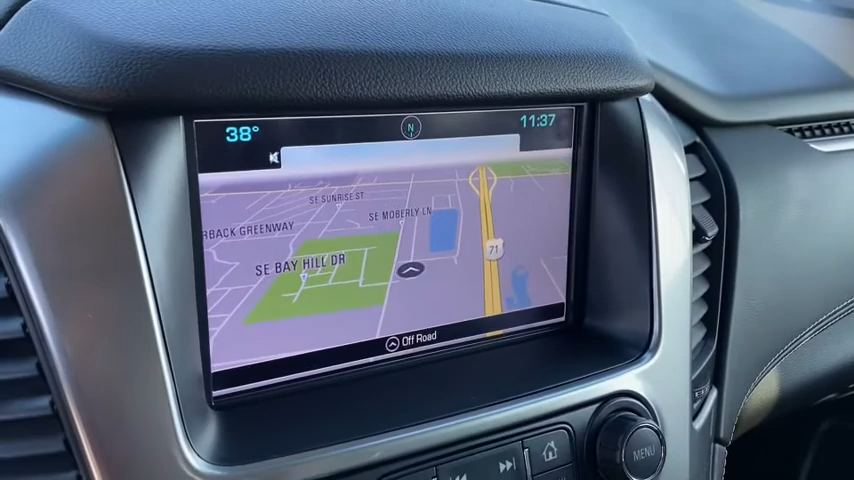 38°
N
11:37
SE SUNRISE ST
RBACK GREENWAY
SE MOBERLY LN
SE BAY HILL DR
71
Off Road
MENU